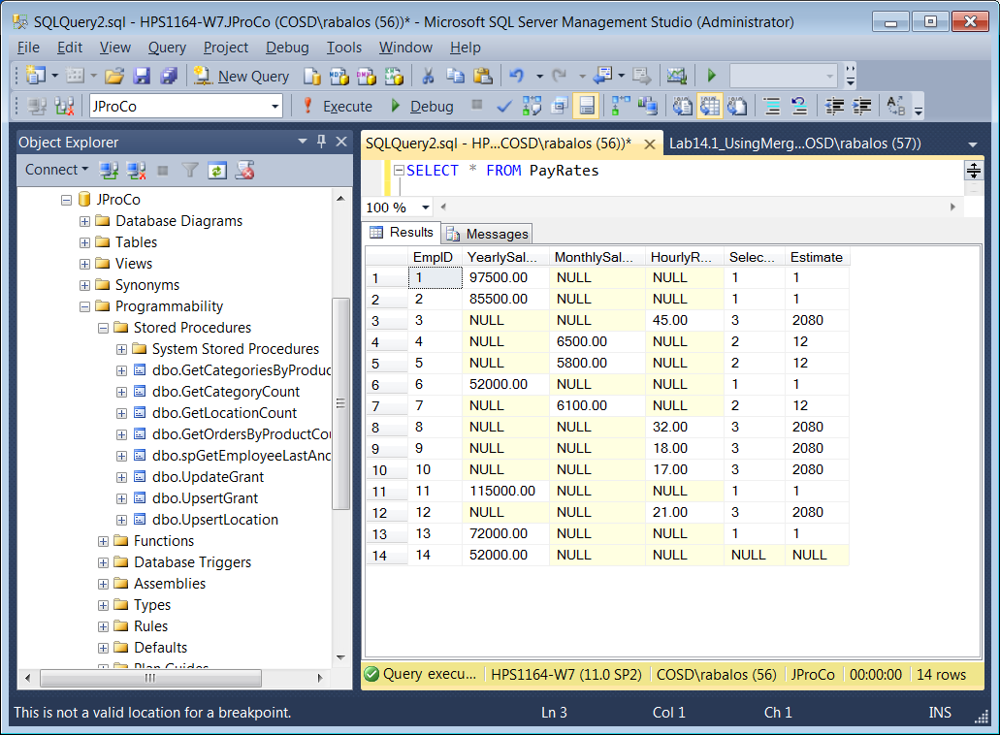 SQLQuery2.sql - HPS1164-W7.JProCo (COSD\rabalos (56))* - Microsoft SQL Server Management Studio (Administrator)
File Edit View Query Project Debug Tools Window Help
New Query
JProCo Execute Debug
Object Explorer
Connect
JProCo
Database Diagrams
Tables
Views
Synonyms
Programmability
Stored Procedures
System Stored Procedures
dbo.GetCategoriesByProduc
dbo.GetCategoryCount
dbo.GetLocationCount
dbo.GetOrdersByProductCou
dbo.spGetEmployeeLastAnd
dbo.UpdateGrant
dbo.UpsertGrant
dbo.UpsertLocation
Functions
Database Triggers
Assemblies
Types
Rules
Defaults
Plan Guides
SQLQuery2.sql - HP...COSD\rabalos (56))* Lab14.1_UsingMerg...OSD\rabalos (57))
SELECT * FROM PayRates
100 %
Results Messages
EmpID YearlySal... MonthlySal... HourlyR... Selec... Estimate
1 1 97500.00 NULL NULL 1 1
2 2 85500.00 NULL NULL 1 1
3 3 NULL NULL 45.00 3 2080
4 4 NULL 6500.00 NULL 2 12
5 5 NULL 5800.00 NULL 2 12
6 6 52000.00 NULL NULL 1 1
7 7 NULL 6100.00 NULL 2 12
8 8 NULL NULL 32.00 3 2080
9 9 NULL NULL 18.00 3 2080
10 10 NULL NULL 17.00 3 2080
11 11 115000.00 NULL NULL 1 1
12 12 NULL NULL 21.00 3 2080
13 13 72000.00 NULL NULL 1 1
14 14 52000.00 NULL NULL NULL NULL
Query execu... HPS1164-W7 (11.0 SP2) COSD\rabalos (56) JProCo 00:00:00 14 rows
This is not a valid location for a breakpoint. Ln 3 Col 1 Ch 1 INS